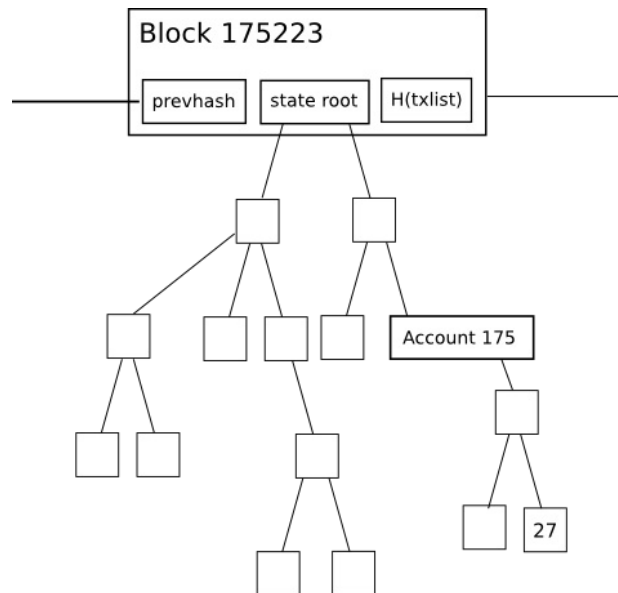 Block 175223
prevhash
state root
H(txlist)
Account 175
27